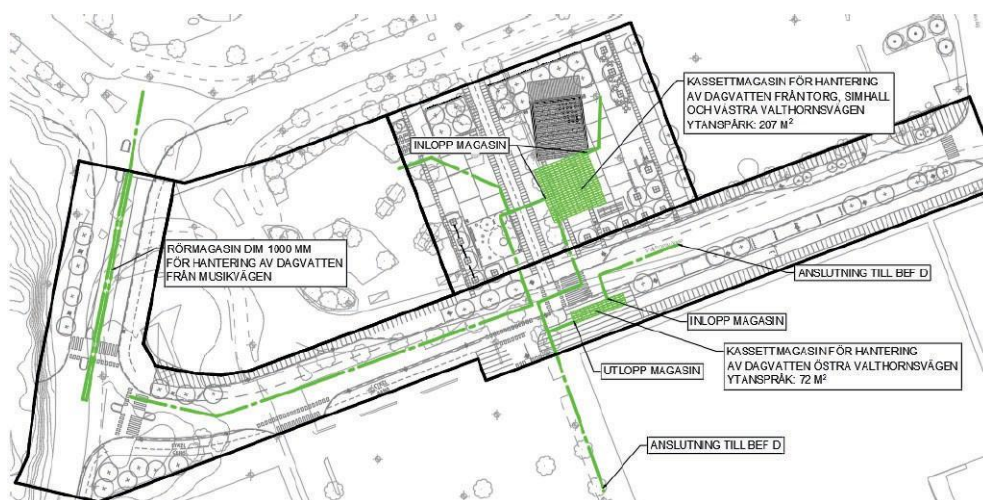 KASSETTMAGASIN FÖR HANTERING
AV DAGVATTEN FRÅN TORG, SIMHALL
OCH VÄSTRA VALTHORNSVÄGEN
YTANSPÅRK: 207 M²
INLOPP MAGASIN
RÖRMAGASIN DIM 1000 MM
FÖR HANTERING AV DAGVATTEN
FRÅN MUSIKVÄGEN
ANSLUTNING TILL BEF D
INLOPP MAGASIN
KASSETTMAGASIN FÖR HANTERING
AV DAGVATTEN ÖSTRA VALTHORNSVÄGEN
YTANSPRÅK: 72 M²
UTLOPP MAGASIN
ANSLUTNING TILL BEF D